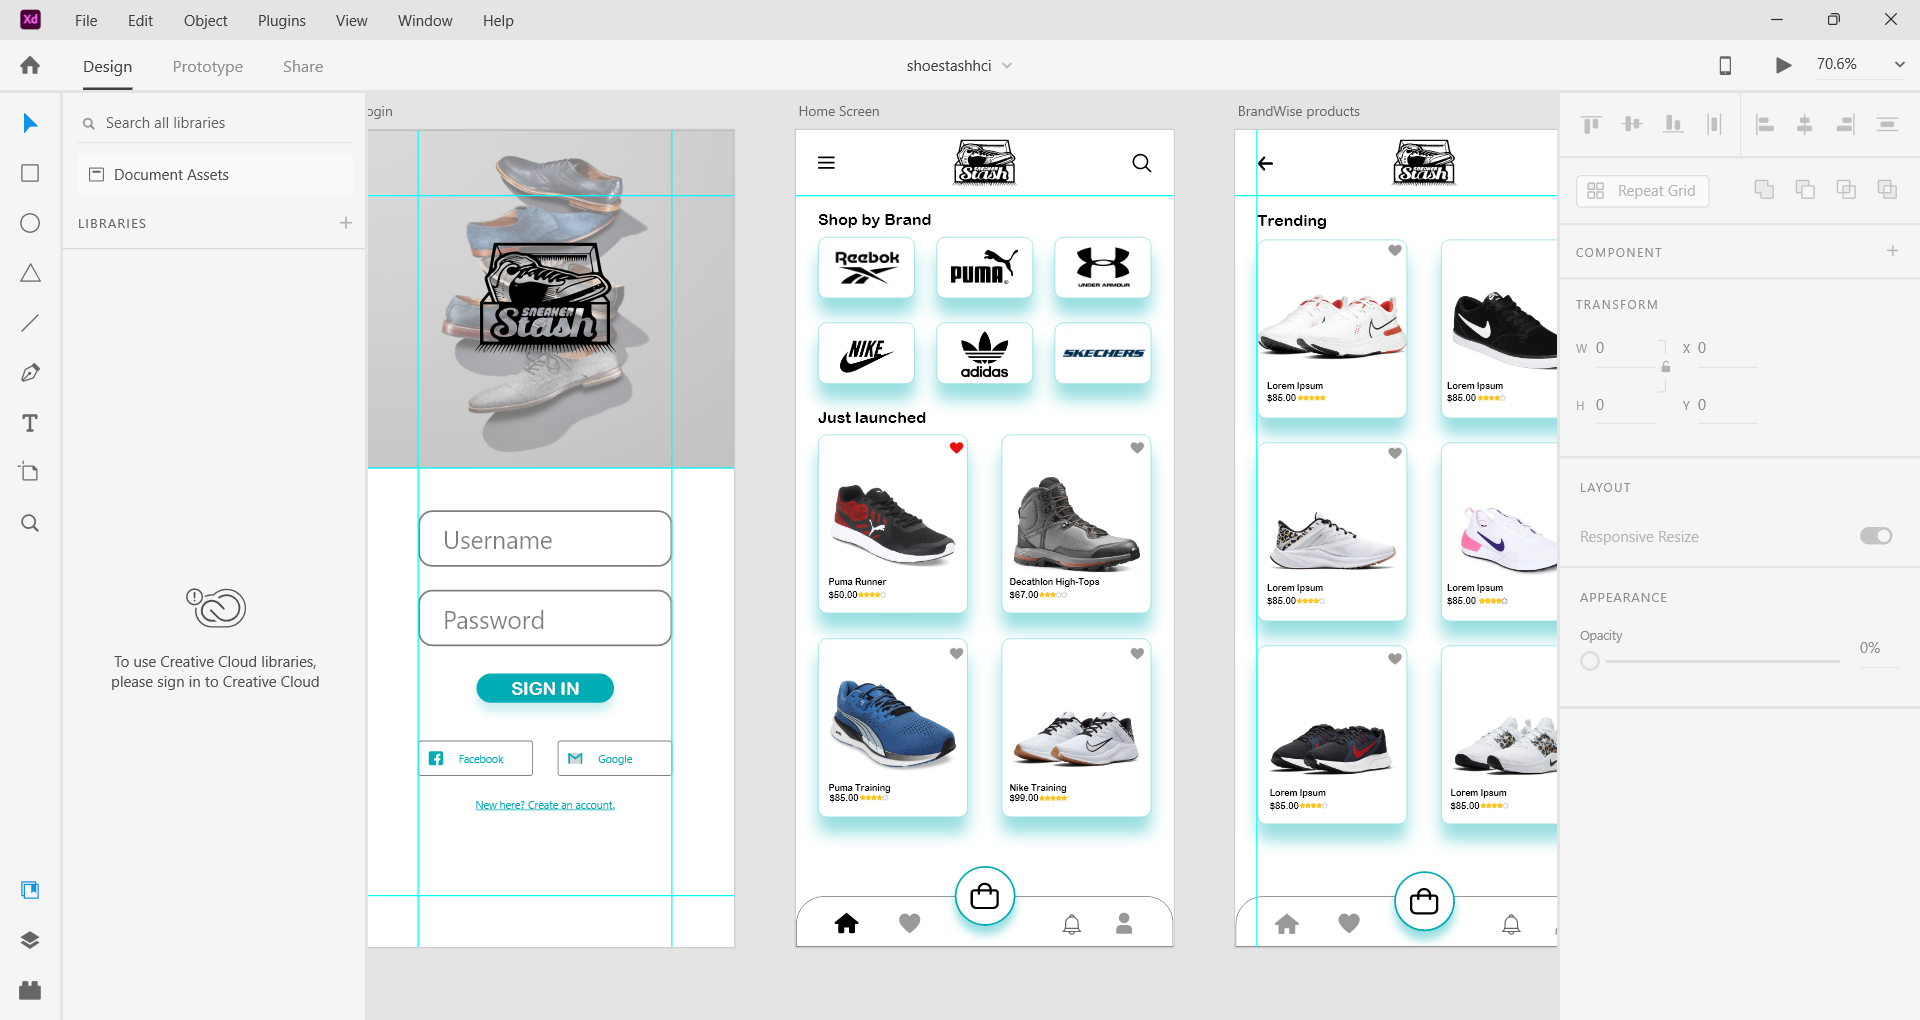 Xd File Edit Object Plugins View Window Help
Design Prototype Share
shoestashhci
70.6%
Search all libraries
Document Assets
LIBRARIES
To use Creative Cloud libraries,
please sign in to Creative Cloud
ogin
SNEAKER
Stash
Username
Password
SIGN IN
Facebook
Google
New here? Create an account.
Home Screen
SNEAKER
Stash
Shop by Brand
Reebok
PUMA
UNDER ARMOUR
NIKE
adidas
SKECHERS
Just launched
Puma Runner
$50.00
Decathlon High-Tops
$67.00
Puma Training
$85.00
Nike Training
$99.00
BrandWise products
SNEAKER
Stash
Trending
Lorem Ipsum
$85.00
Lorem Ipsum
$85.00
Lorem Ipsum
$85.00
Lorem Ipsum
$85.00
Lorem Ipsum
$85.00
Lorem Ipsum
$85.00
Repeat Grid
COMPONENT
TRANSFORM
W 0 X 0
H 0 Y 0
LAYOUT
Responsive Resize
APPEARANCE
Opacity
0%